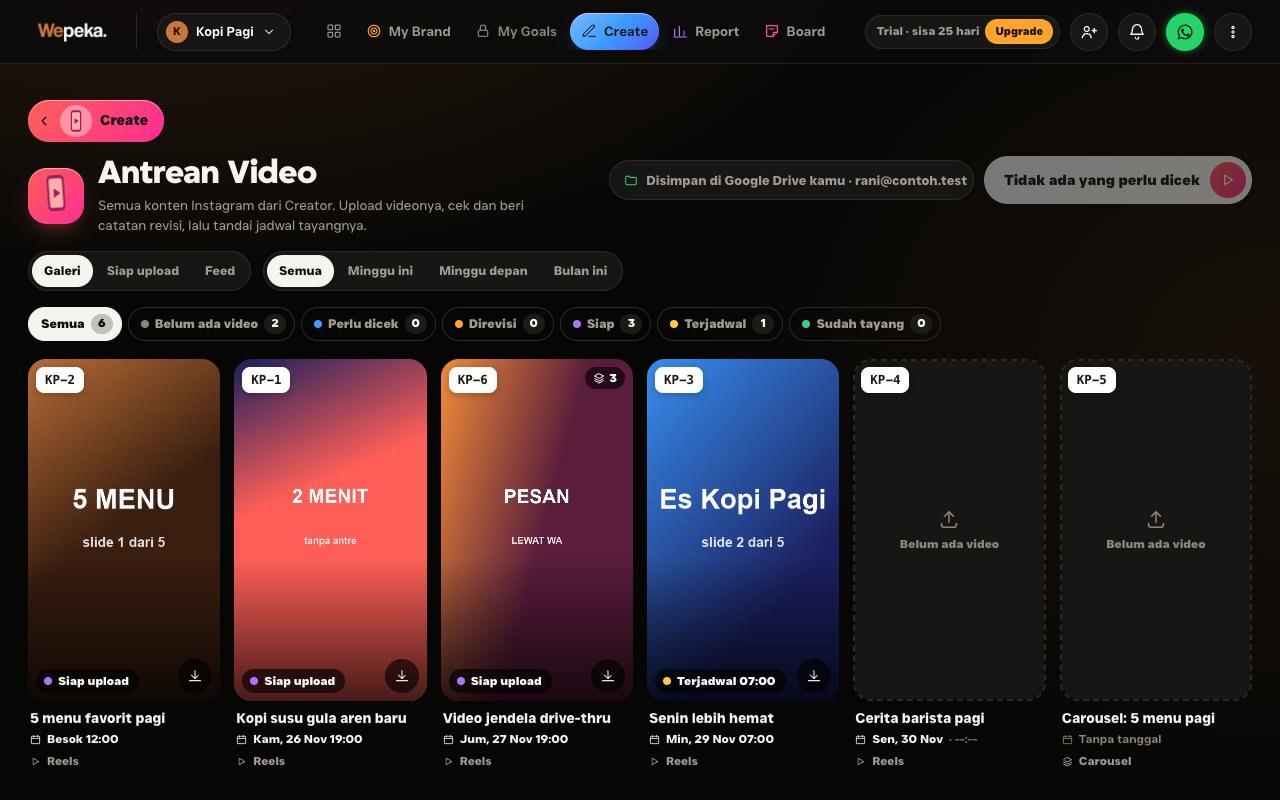 Wepeka.
K Kopi Pagi
My Brand
My Goals
Create
Report
Board
Trial · sisa 25 hari
Upgrade
Create
Antrean Video
Semua konten Instagram dari Creator. Upload videonya, cek dan beri
catatan revisi, lalu tandai jadwal tayangnya.
Disimpan di Google Drive kamu · rani@contoh.test
Tidak ada yang perlu dicek
Galeri Siap upload Feed
Semua Minggu ini Minggu depan Bulan ini
Semua 6
Belum ada video 2
Perlu dicek 0
Direvisi 0
Siap 3
Terjadwal 1
Sudah tayang 0
KP-2
5 MENU
slide 1 dari 5
Siap upload
5 menu favorit pagi
Besok 12:00
Reels
KP-1
2 MENIT
tanpa antre
Siap upload
Kopi susu gula aren baru
Kam, 26 Nov 19:00
Reels
KP-6
3
PESAN
LEWAT WA
Siap upload
Video jendela drive-thru
Jum, 27 Nov 19:00
Reels
KP-3
Es Kopi Pagi
slide 2 dari 5
Terjadwal 07:00
Senin lebih hemat
Min, 29 Nov 07:00
Reels
KP-4
Belum ada video
Cerita barista pagi
Sen, 30 Nov · --:--
Reels
KP-5
Belum ada video
Carousel: 5 menu pagi
Tanpa tanggal
Carousel